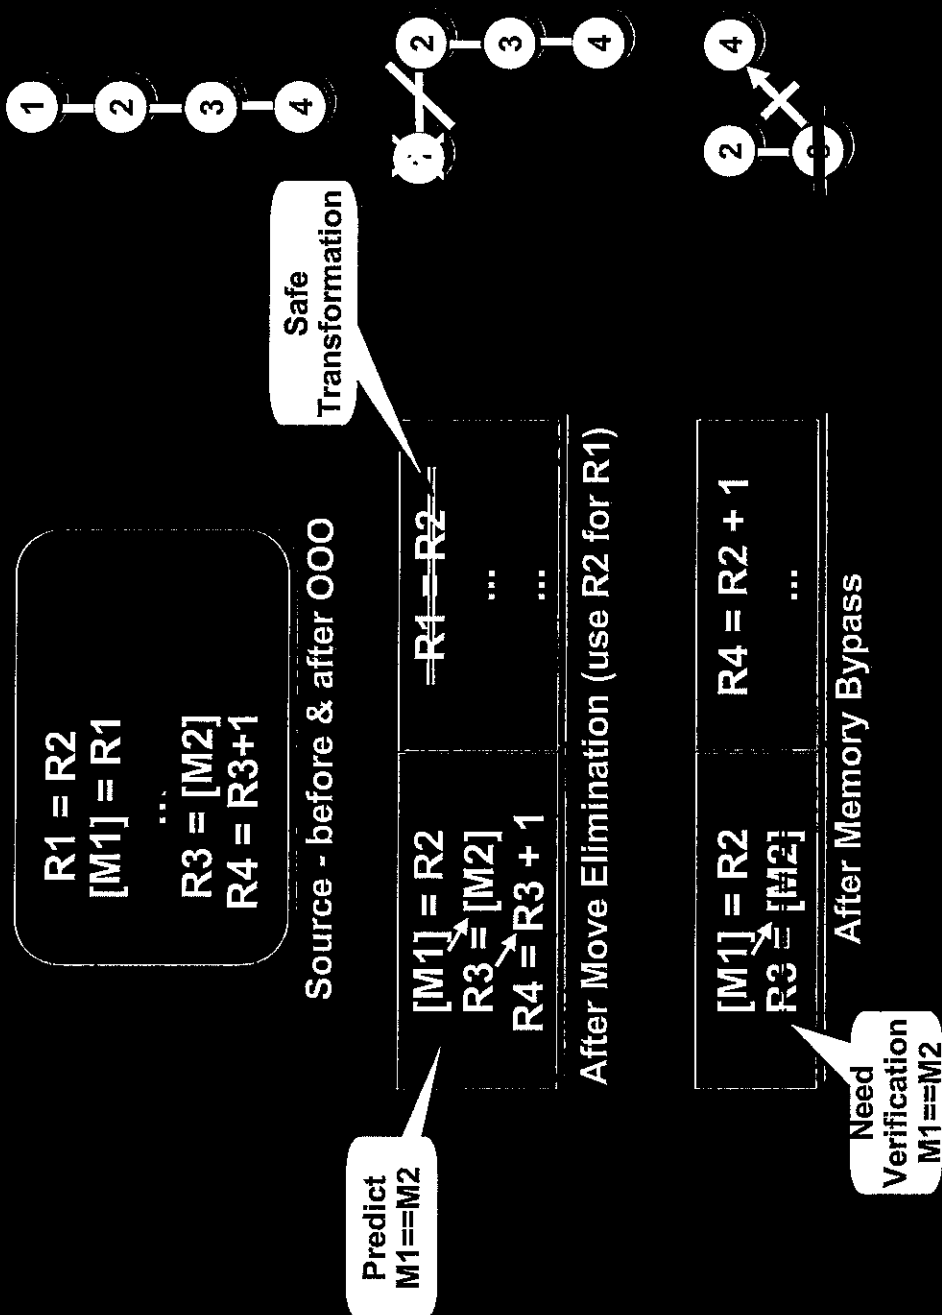 R1 = R2
[M1] = R1
...
R3 = [M2]
R4 = R3+1
1
2
3
4
Source - before & after OOO
Predict
M1==M2
[M1] = R2
R3 = [M2]
R4 = R3 + 1
R1 = R2
...
...
Safe
Transformation
2
3
4
After Move Elimination (use R2 for R1)
Need
Verification
M1==M2
[M1] = R2
R3 = [M2]
R4 = R2 + 1
...
2
4
After Memory Bypass